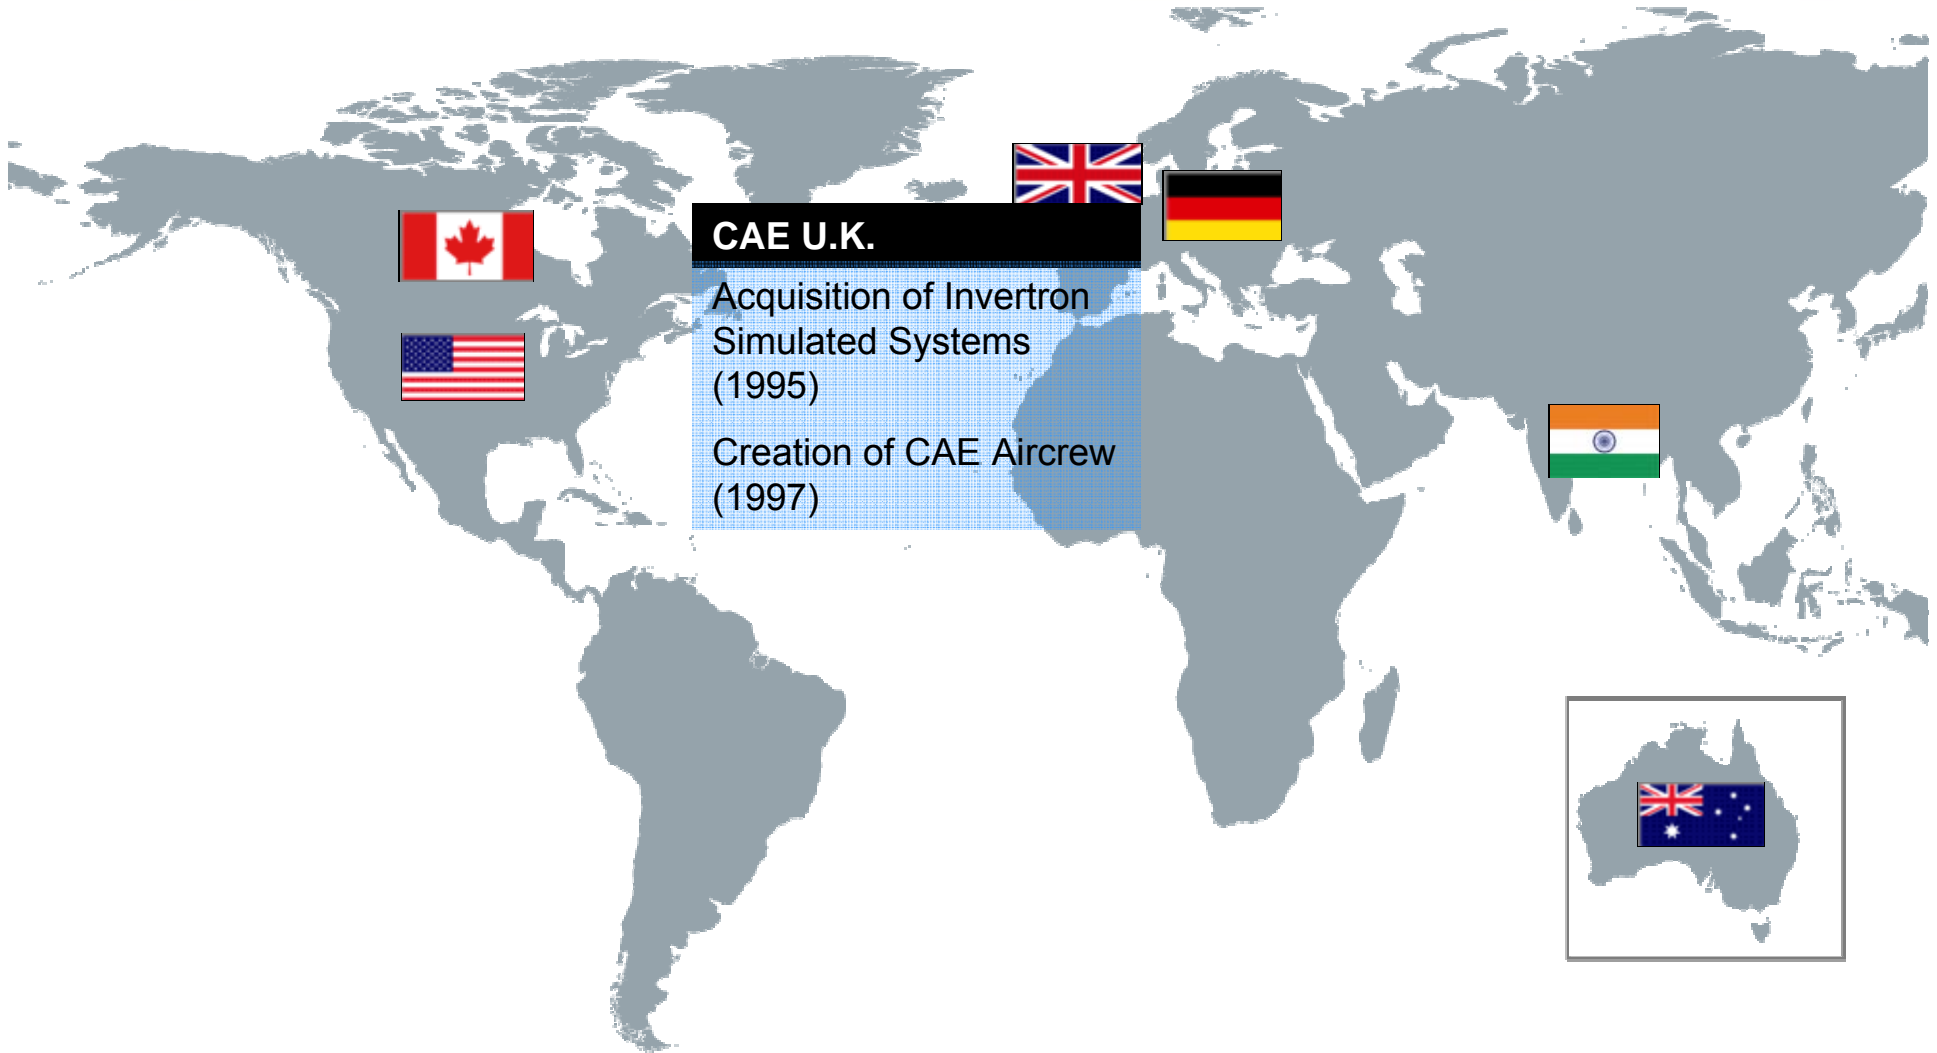 CAE U.K.
Acquisition of Invertron
Simulated Systems
(1995)
Creation of CAE Aircrew
(1997)